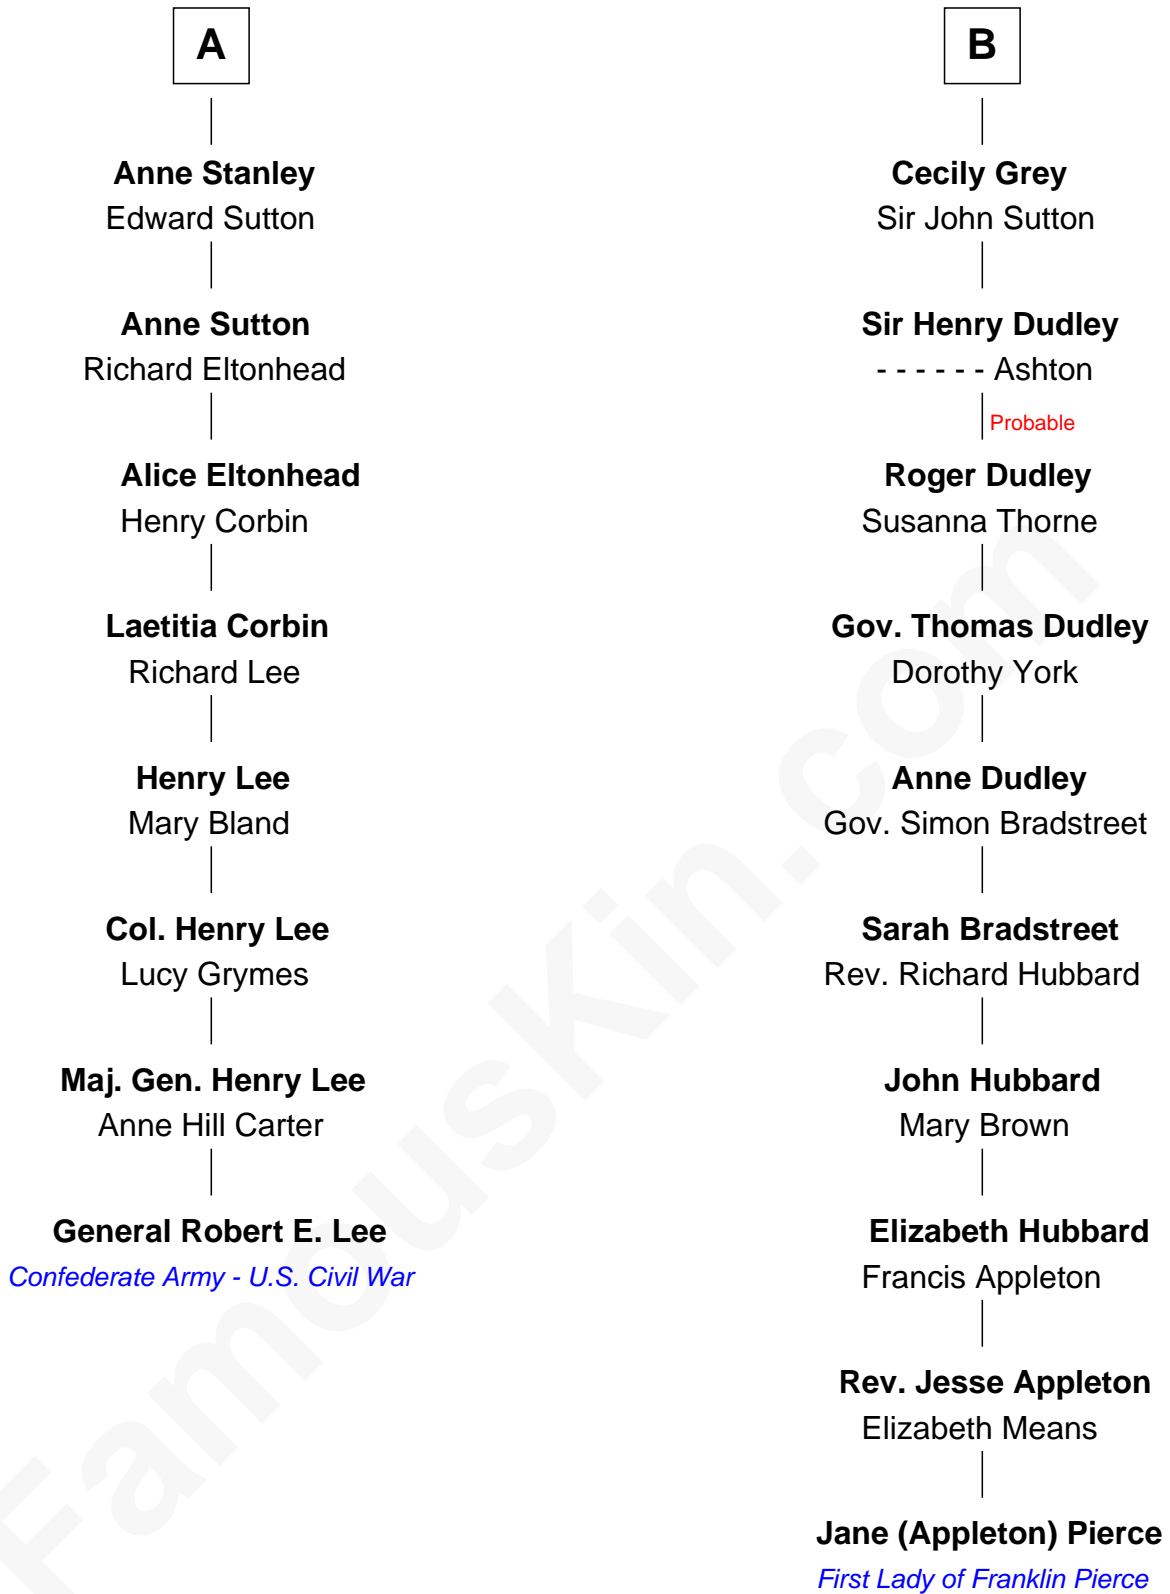 A
Anne Stanley
Edward Sutton
Anne Sutton
Richard Eltonhead
Alice Eltonhead
Henry Corbin
Laetitia Corbin
Richard Lee
Henry Lee
Mary Bland
Col. Henry Lee
Lucy Grymes
Maj. Gen. Henry Lee
Anne Hill Carter
General Robert E. Lee
Confederate Army - U.S. Civil War
B
Cecily Grey
Sir John Sutton
Sir Henry Dudley
- - - - - - Ashton
Probable
Roger Dudley
Susanna Thorne
Gov. Thomas Dudley
Dorothy York
Anne Dudley
Gov. Simon Bradstreet
Sarah Bradstreet
Rev. Richard Hubbard
John Hubbard
Mary Brown
Elizabeth Hubbard
Francis Appleton
Rev. Jesse Appleton
Elizabeth Means
Jane (Appleton) Pierce
First Lady of Franklin Pierce
FamousKin.com